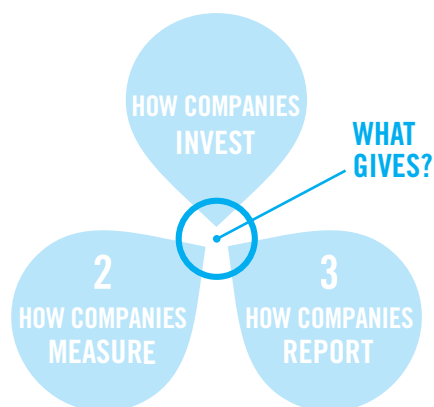 HOW COMPANIES
INVEST
WHAT
GIVES?
2
HOW COMPANIES
MEASURE
3
HOW COMPANIES
REPORT